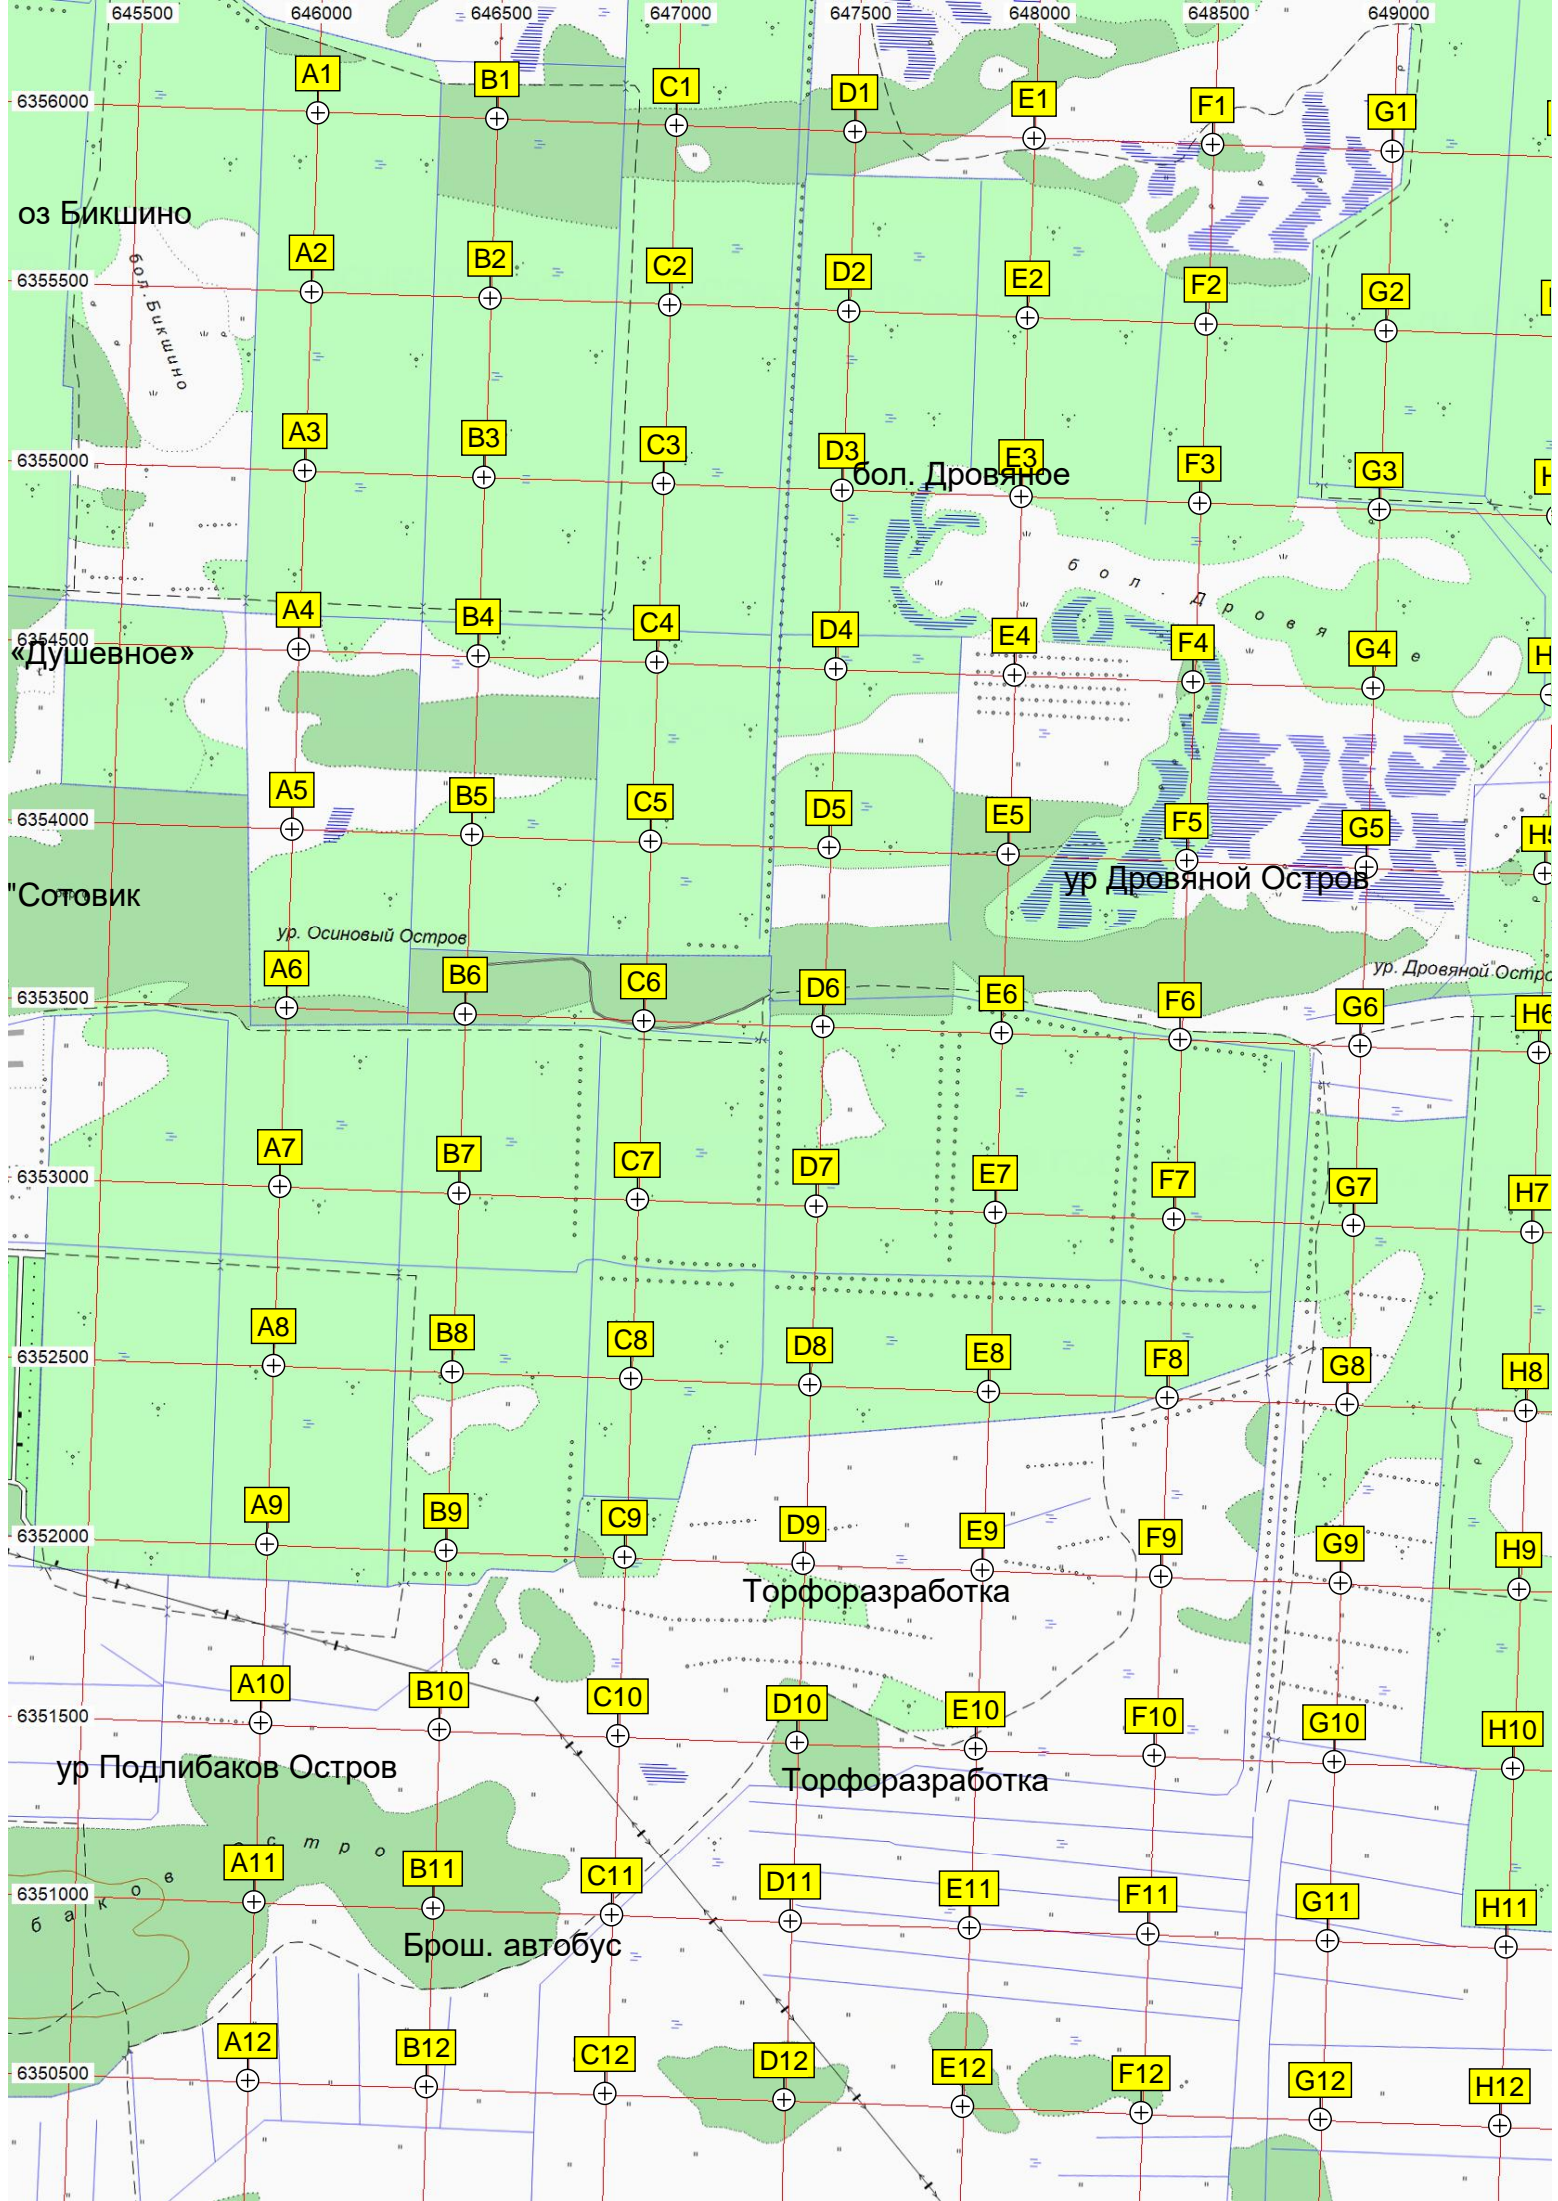 645500 646000 646500 647000 647500 648000 648500 649000
A1 B1 C1 D1 E1 F1 G1
6356000
оз Бикшино
бол. Бикшино
A2 B2 C2 D2 E2 F2 G2
6355500
A3 B3 C3 D3 E3 F3 G3
6355000
бол. Дровяное
бол. Дровя е
A4 B4 C4 D4 E4 F4 G4 H
6354500
«Душевное»
A5 B5 C5 D5 E5 F5 G5 H5
6354000
ур Дровяной Остров
"Сотовик
ур. Осиновый Остров
ур. Дровяной Остро
A6 B6 C6 D6 E6 F6 G6 H6
6353500
A7 B7 C7 D7 E7 F7 G7 H7
6353000
A8 B8 C8 D8 E8 F8 G8 H8
6352500
A9 B9 C9 D9 E9 F9 G9 H9
6352000
Торфоразработка
A10 B10 C10 D10 E10 F10 G10 H10
6351500
ур Подлибаков Остров
Торфоразработка
баков остро
A11 B11 C11 D11 E11 F11 G11 H11
6351000
Брош. автобус
A12 B12 C12 D12 E12 F12 G12 H12
6350500